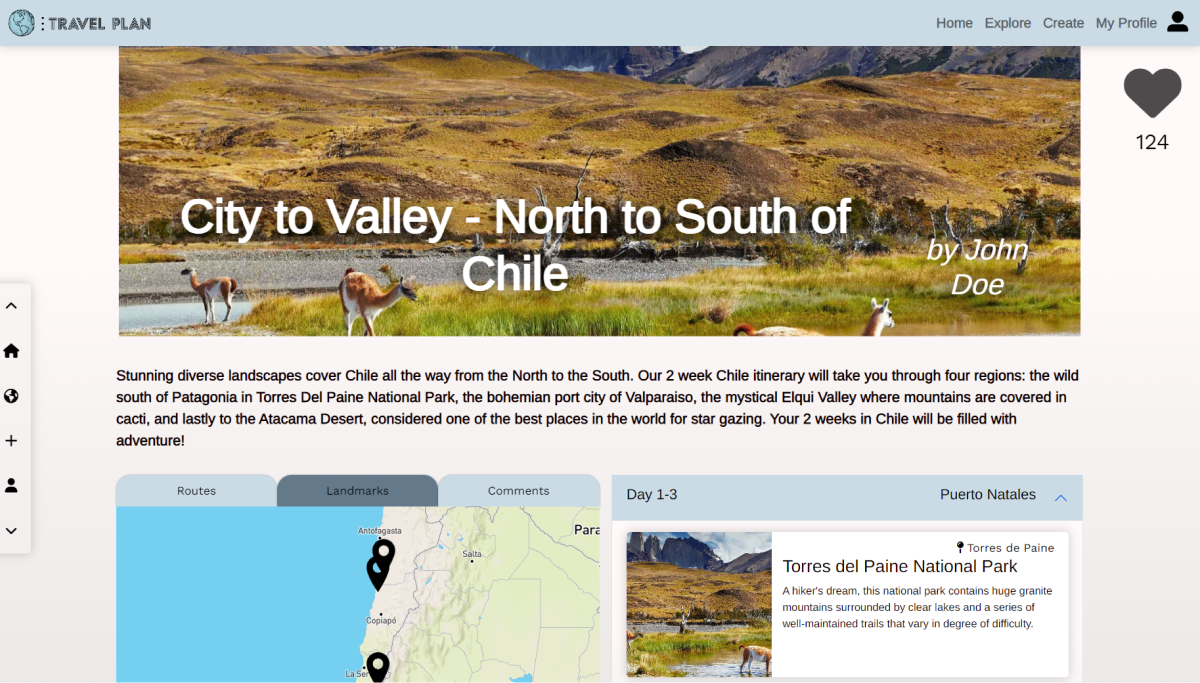 TRAVEL PLAN
Home Explore Create My Profile
124
City to Valley - North to South of
Chile
by John
Doe
Stunning diverse landscapes cover Chile all the way from the North to the South. Our 2 week Chile itinerary will take you through four regions: the wild
south of Patagonia in Torres Del Paine National Park, the bohemian port city of Valparaiso, the mystical Elqui Valley where mountains are covered in
cacti, and lastly to the Atacama Desert, considered one of the best places in the world for star gazing. Your 2 weeks in Chile will be filled with
adventure!
Routes Landmarks Comments
Antofagasta
Salta
Para
Copiapó
La Ser
Day 1-3 Puerto Natales
Torres de Paine
Torres del Paine National Park
A hiker's dream, this national park contains huge granite
mountains surrounded by clear lakes and a series of
well-maintained trails that vary in degree of difficulty.